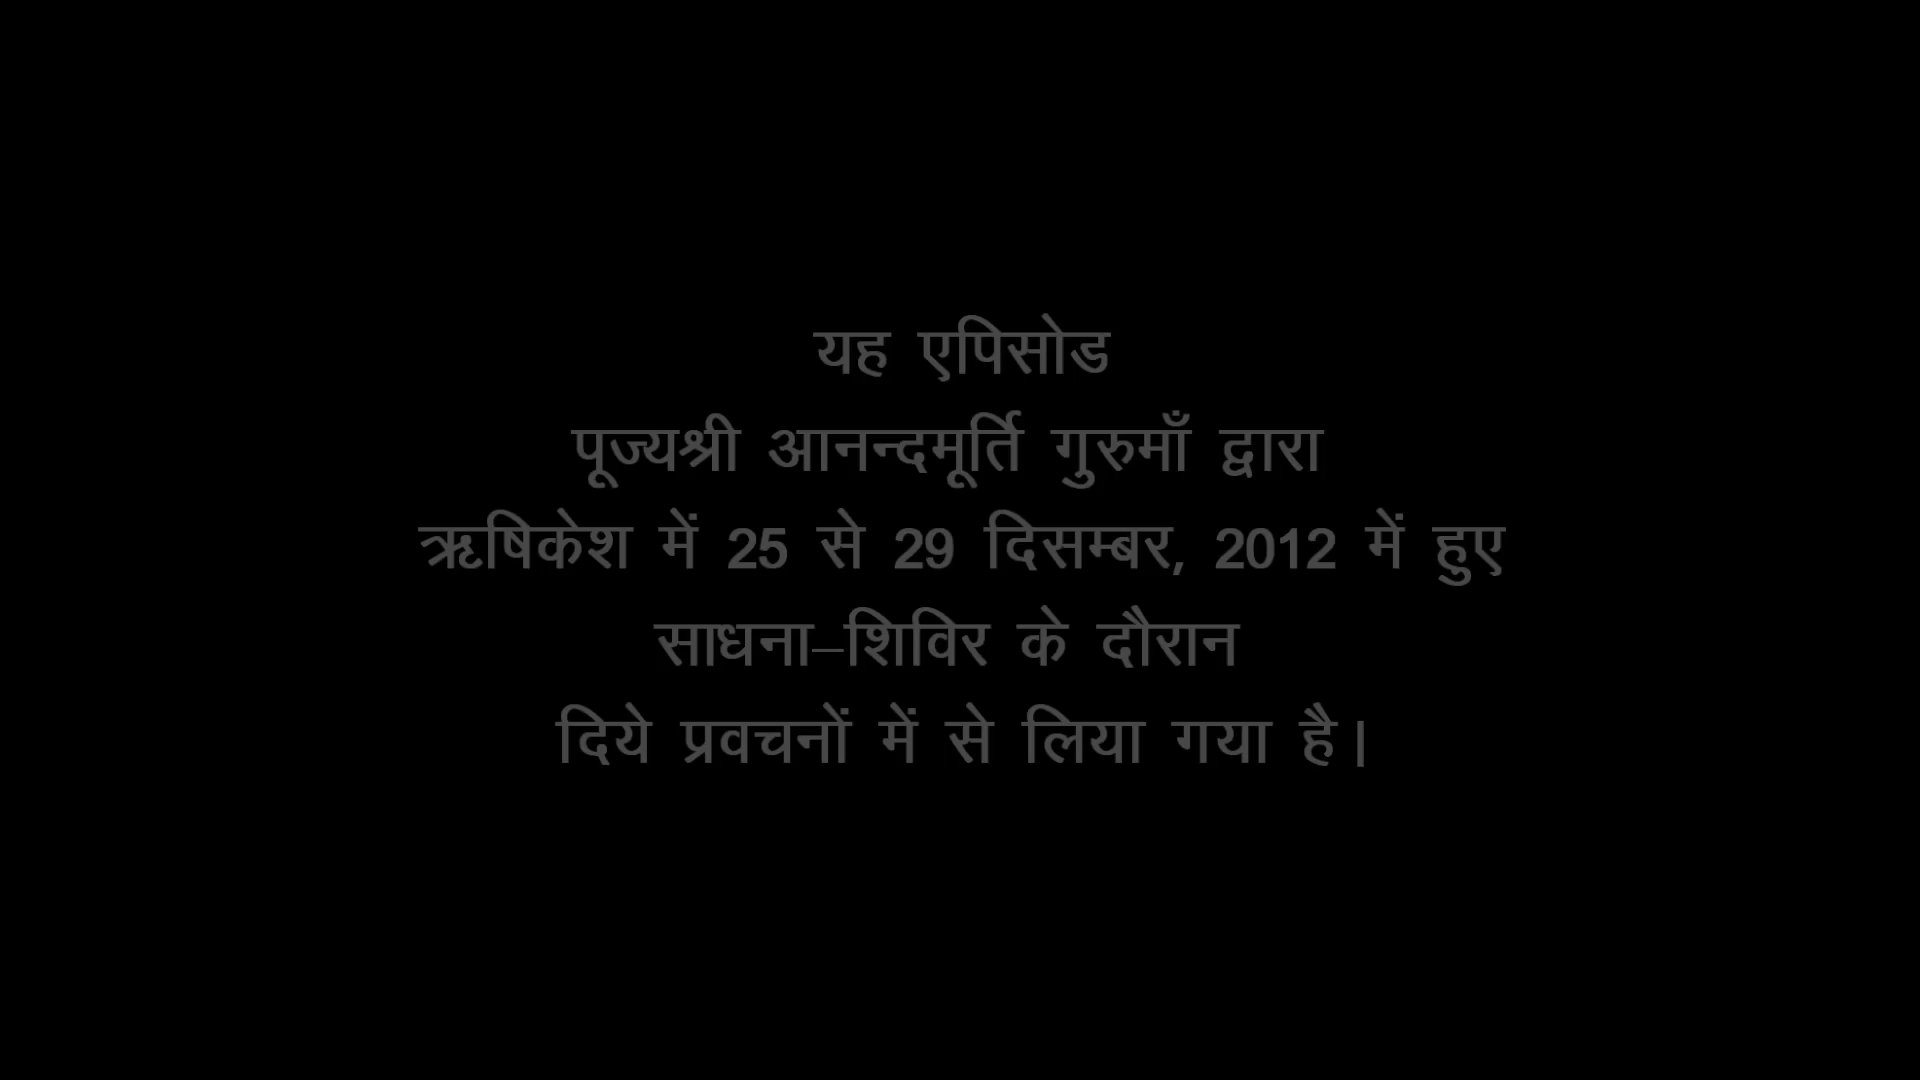 यह एपिसोड
पूज्यश्री आनन्दमूर्ति गुरुमाँ द्वारा
ऋषिकेश में 25 से 29 दिसम्बर, 2012 में हुए
साधना–शिविर के दौरान
दिये प्रवचनों में से लिया गया है।